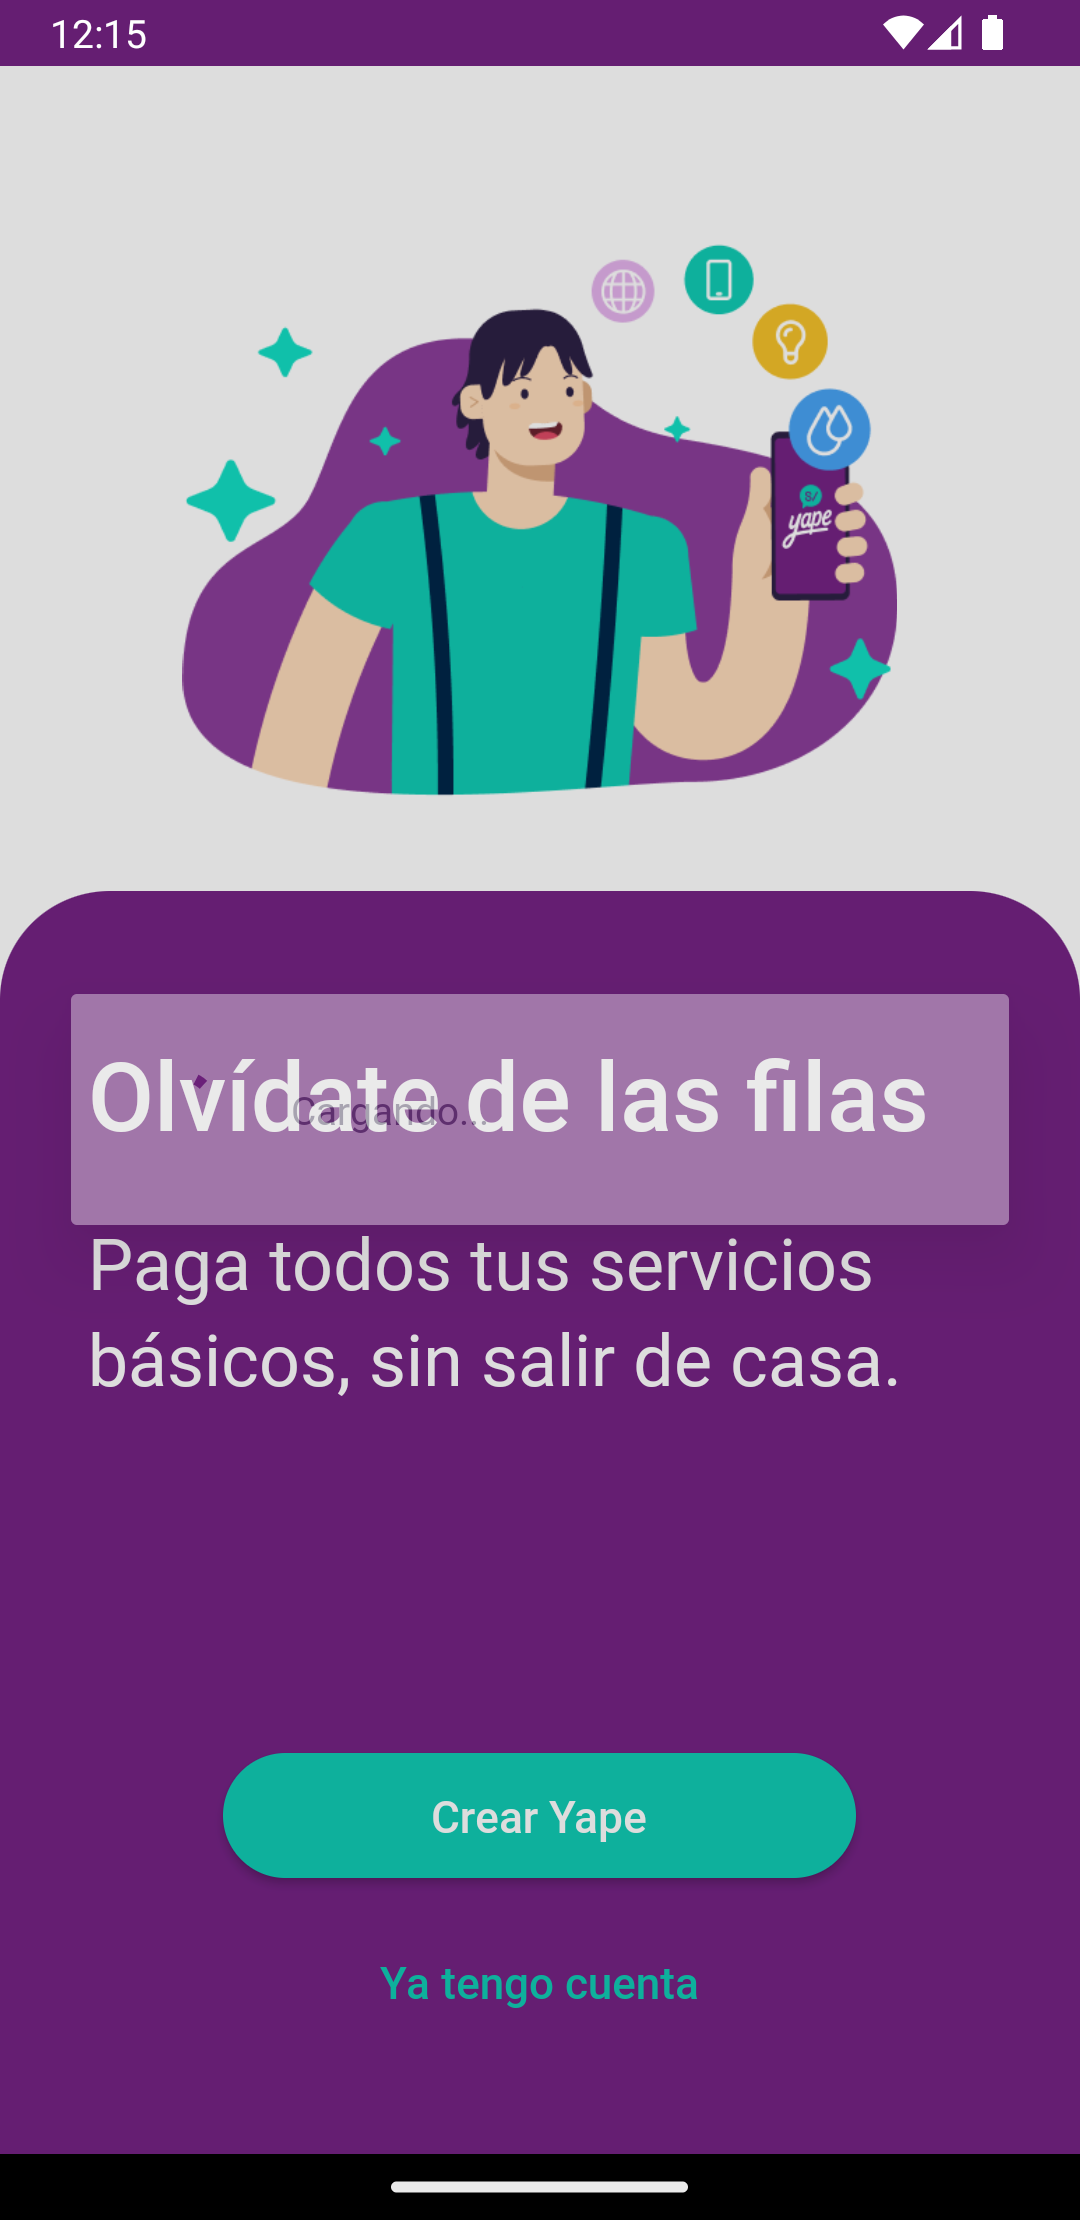 12:15
S/
yape
Olvídate de las filas
Cargando...
Paga todos tus servicios
básicos, sin salir de casa.
Crear Yape
Ya tengo cuenta